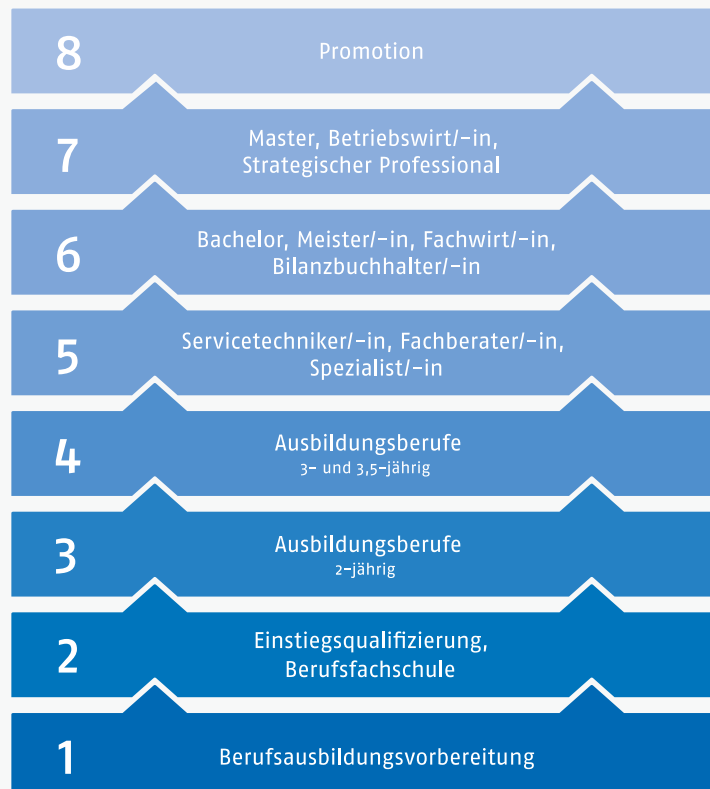 8
Promotion
7
Master, Betriebswirt/-in,
Strategischer Professional
6
Bachelor, Meister/-in, Fachwirt/-in,
Bilanzbuchhalter/-in
5
Servicetechniker/-in, Fachberater/-in,
Spezialist/-in
4
Ausbildungsberufe
3- und 3,5-jährig
3
Ausbildungsberufe
2-jährig
2
Einstiegsqualifizierung,
Berufsfachschule
1
Berufsausbildungsvorbereitung